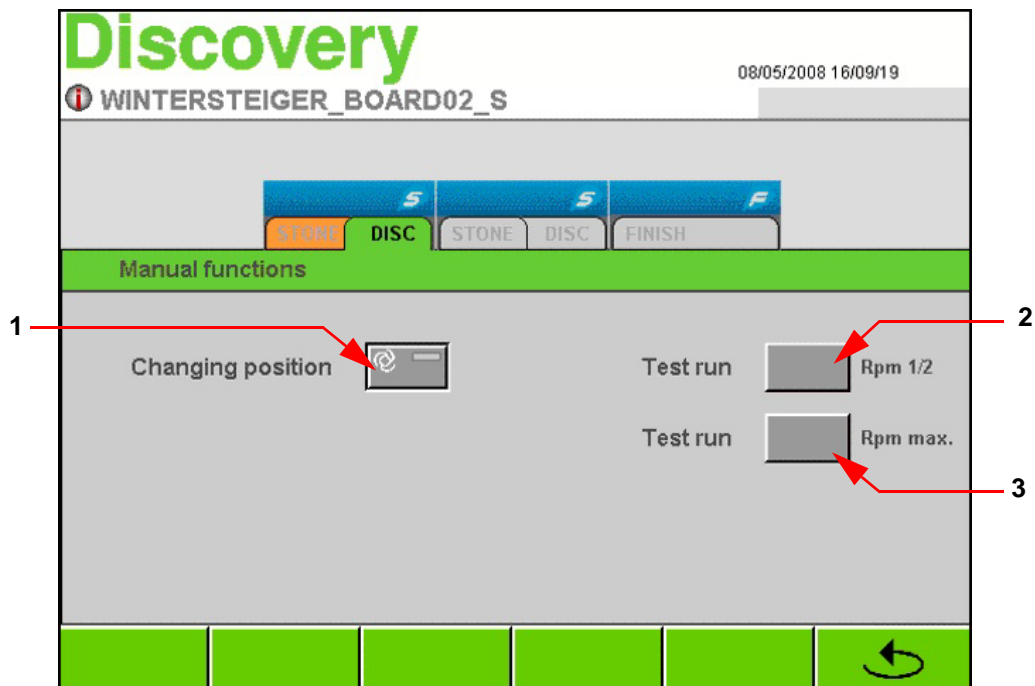 Discovery
08/05/2008 16/09/19
WINTERSTEIGER_BOARD02_S
S S F
STONE DISC STONE DISC FINISH
Manual functions
1
2
Changing position
Test run Rpm 1/2
Test run Rpm max.
3